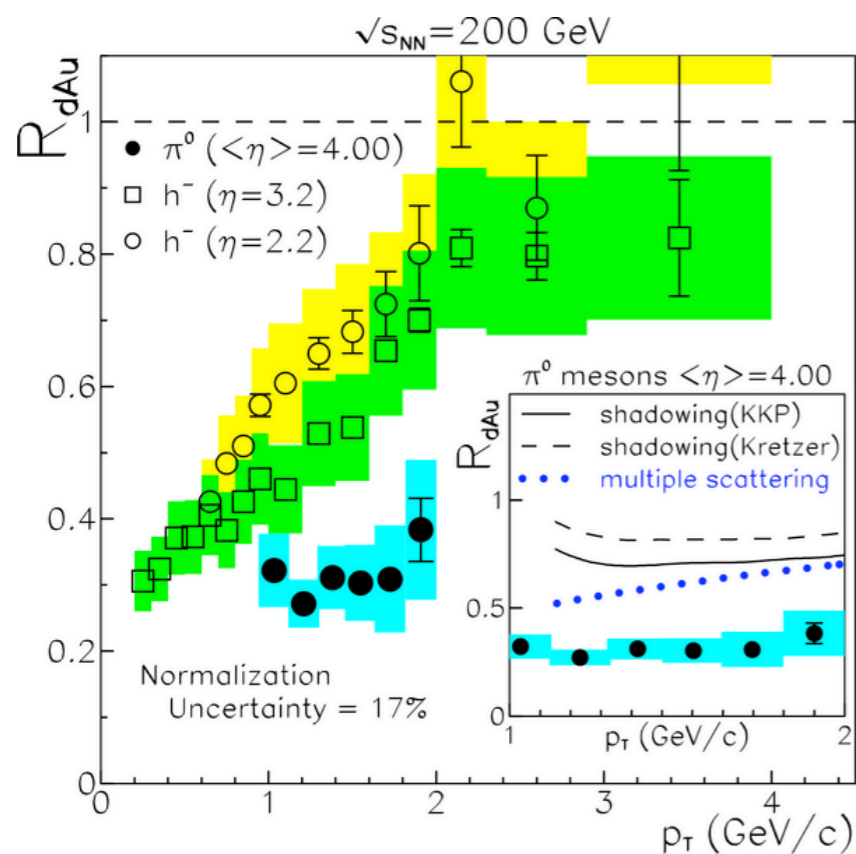 √s_NN=200 GeV
R_dAu
1
0.8
0.6
0.4
0.2
0
π⁰ (<η>=4.00)
h⁻ (η=3.2)
h⁻ (η=2.2)
Normalization
Uncertainty = 17%
π⁰ mesons <η>=4.00
R_dAu
shadowing(KKP)
shadowing(Kretzer)
multiple scattering
1
0.5
0
1 2
p_T (GeV/c)
0 1 2 3 4
p_T (GeV/c)